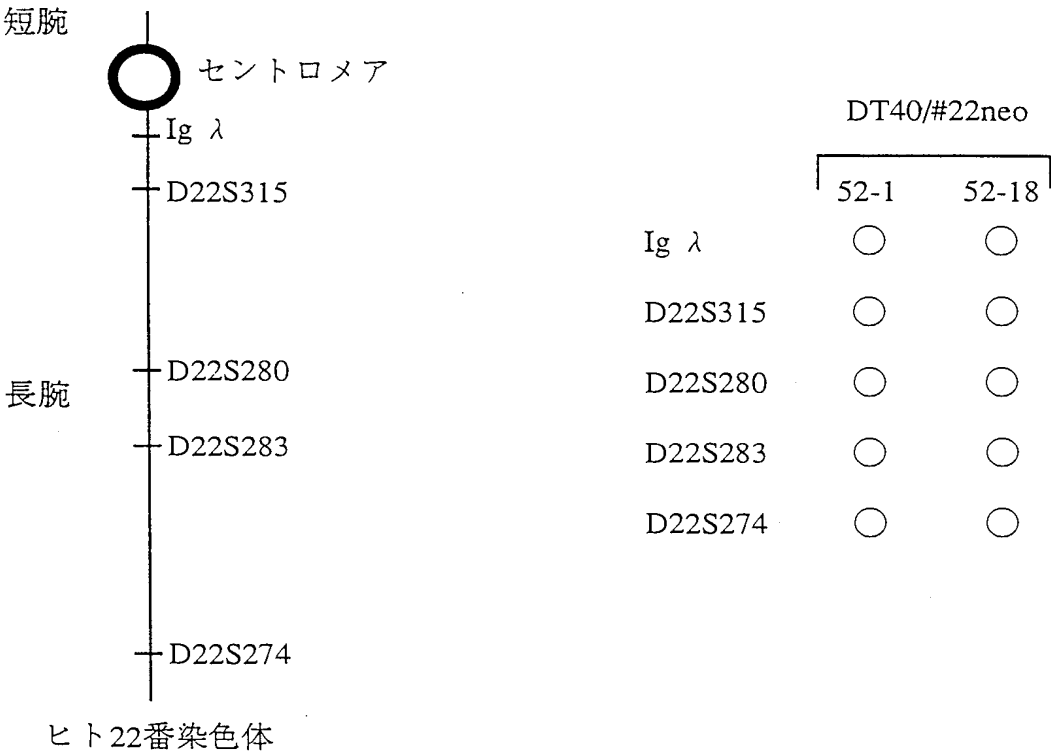 短腕
セントロメア
Ig λ
D22S315
D22S280
長腕
D22S283
D22S274
ヒト22番染色体
DT40/#22neo
52-1 52-18
Ig λ ○ ○
D22S315 ○ ○
D22S280 ○ ○
D22S283 ○ ○
D22S274 ○ ○